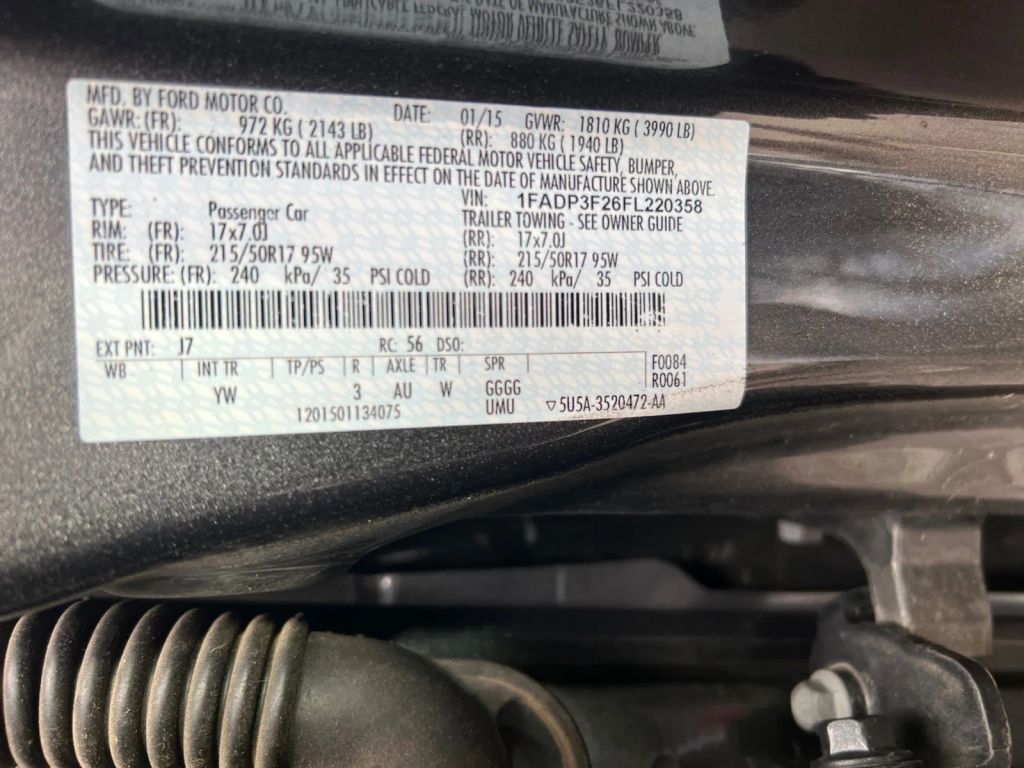 MFD. BY FORD MOTOR CO. DATE: 01/15 GVWR: 1810 KG ( 3990 LB)
GAWR: (FR): 972 KG ( 2143 LB) (RR): 880 KG ( 1940 LB)
THIS VEHICLE CONFORMS TO ALL APPLICABLE FEDERAL MOTOR VEHICLE SAFETY, BUMPER,
AND THEFT PREVENTION STANDARDS IN EFFECT ON THE DATE OF MANUFACTURE SHOWN ABOVE.
VIN: 1FADP3F26FL220358
TYPE: Passenger Car TRAILER TOWING - SEE OWNER GUIDE
RIM: (FR): 17x7.0J (RR): 17x7.0J
TIRE: (FR): 215/50R17 95W (RR): 215/50R17 95W
PRESSURE: (FR): 240 kPa/ 35 PSI COLD (RR): 240 kPa/ 35 PSI COLD
EXT PNT: J7 RC: 56 DSO:
WB INT TR TP/PS R AXLE TR SPR F0084
YW 3 AU W GGGG R0061
1201501134075 UMU ▽5U5A-3520472-AA